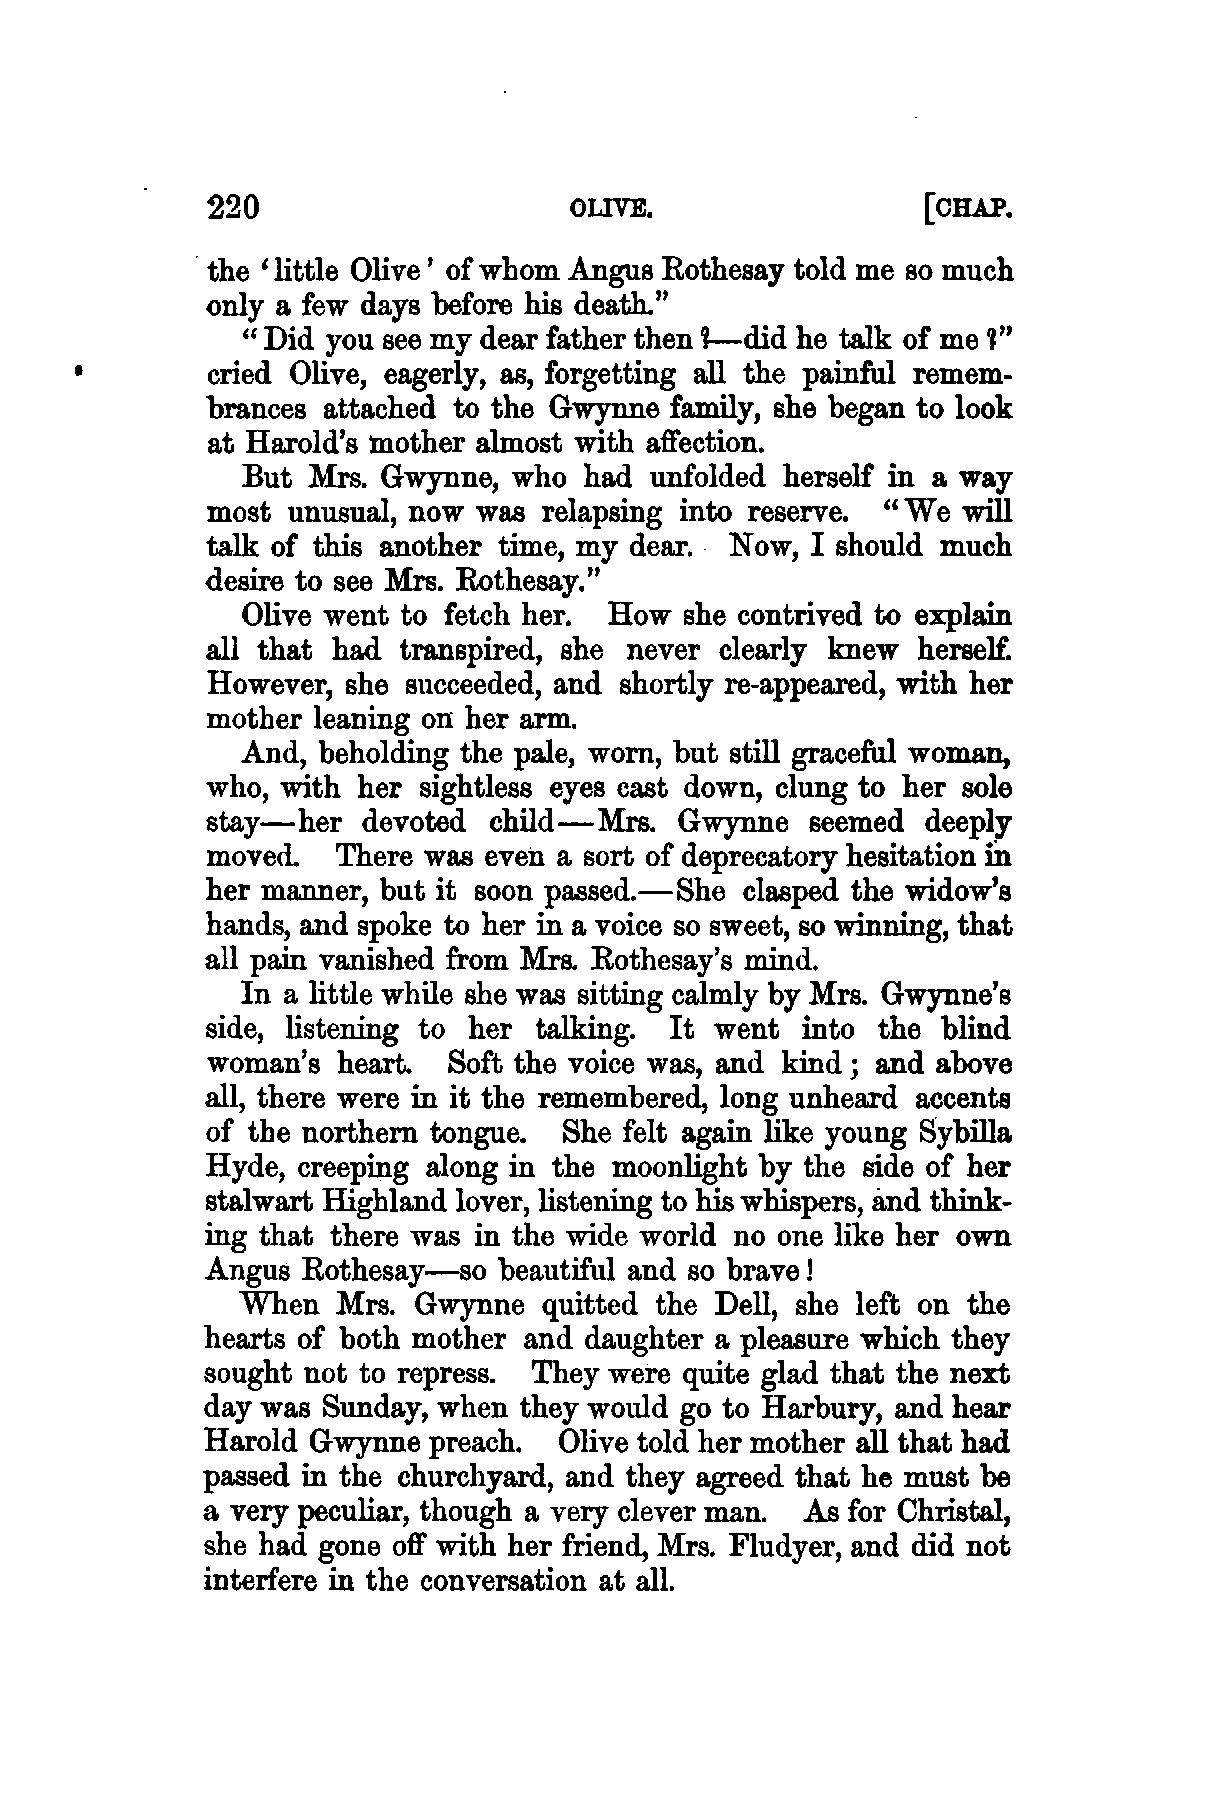 220 OLIVE. [CHAP.
the ‘little Olive’ of whom Angus Rothesay told me so much
only a few days before his death.”
“Did you see my dear father then?—did he talk of me?”
cried Olive, eagerly, as, forgetting all the painful remem-
brances attached to the Gwynne family, she began to look
at Harold’s mother almost with affection.
But Mrs. Gwynne, who had unfolded herself in a way
most unusual, now was relapsing into reserve. “We will
talk of this another time, my dear. Now, I should much
desire to see Mrs. Rothesay.”
Olive went to fetch her. How she contrived to explain
all that had transpired, she never clearly knew herself.
However, she succeeded, and shortly re-appeared, with her
mother leaning on her arm.
And, beholding the pale, worn, but still graceful woman,
who, with her sightless eyes cast down, clung to her sole
stay—her devoted child—Mrs. Gwynne seemed deeply
moved. There was even a sort of deprecatory hesitation in
her manner, but it soon passed.—She clasped the widow’s
hands, and spoke to her in a voice so sweet, so winning, that
all pain vanished from Mrs. Rothesay’s mind.
In a little while she was sitting calmly by Mrs. Gwynne’s
side, listening to her talking. It went into the blind
woman’s heart. Soft the voice was, and kind; and above
all, there were in it the remembered, long unheard accents
of the northern tongue. She felt again like young Sybilla
Hyde, creeping along in the moonlight by the side of her
stalwart Highland lover, listening to his whispers, and think-
ing that there was in the wide world no one like her own
Angus Rothesay—so beautiful and so brave!
When Mrs. Gwynne quitted the Dell, she left on the
hearts of both mother and daughter a pleasure which they
sought not to repress. They were quite glad that the next
day was Sunday, when they would go to Harbury, and hear
Harold Gwynne preach. Olive told her mother all that had
passed in the churchyard, and they agreed that he must be
a very peculiar, though a very clever man. As for Christal,
she had gone off with her friend, Mrs. Fludyer, and did not
interfere in the conversation at all.